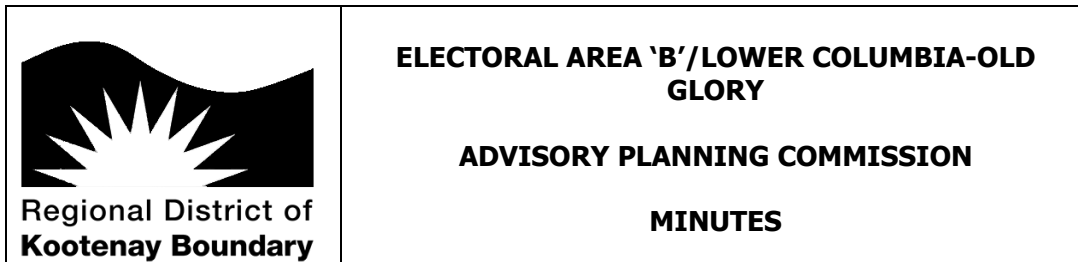 Regional District of
Kootenay Boundary
ELECTORAL AREA ‘B’/LOWER COLUMBIA-OLD
GLORY
ADVISORY PLANNING COMMISSION
MINUTES